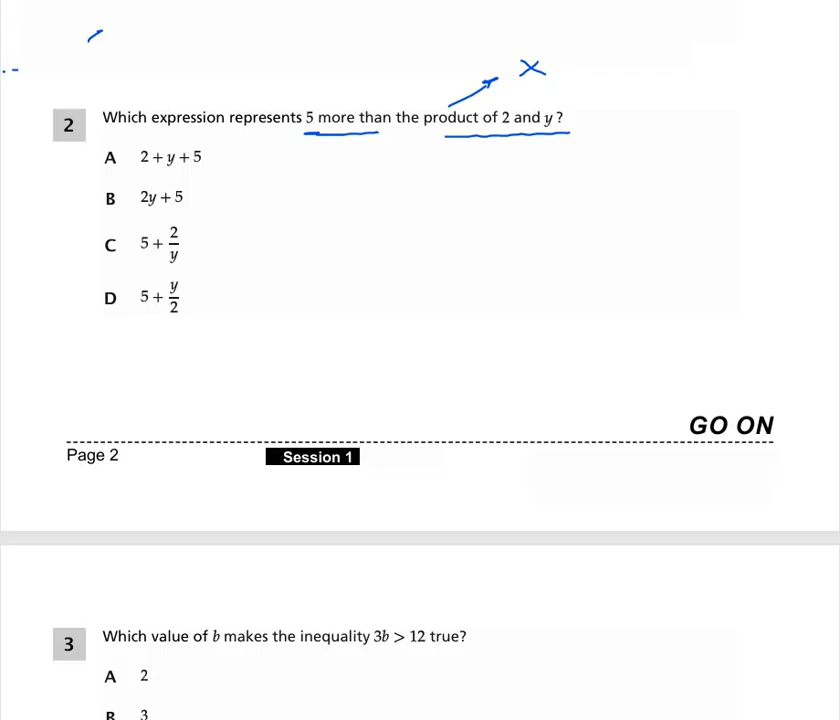 ×
2 Which expression represents 5 more than the product of 2 and y ?
A 2 + y + 5
B 2y + 5
C 5 + 2/y
D 5 + y/2
GO ON
Page 2 Session 1
3 Which value of b makes the inequality 3b > 12 true?
A 2
B 3